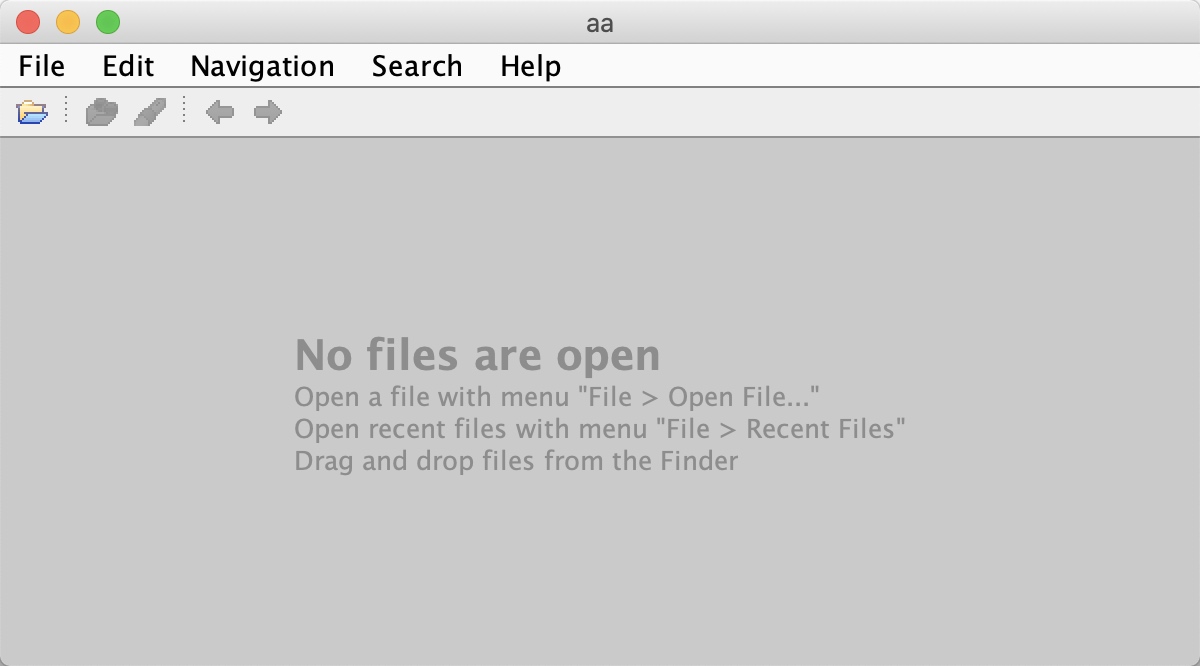 aa
File Edit Navigation Search Help
No files are open
Open a file with menu "File > Open File..."
Open recent files with menu "File > Recent Files"
Drag and drop files from the Finder